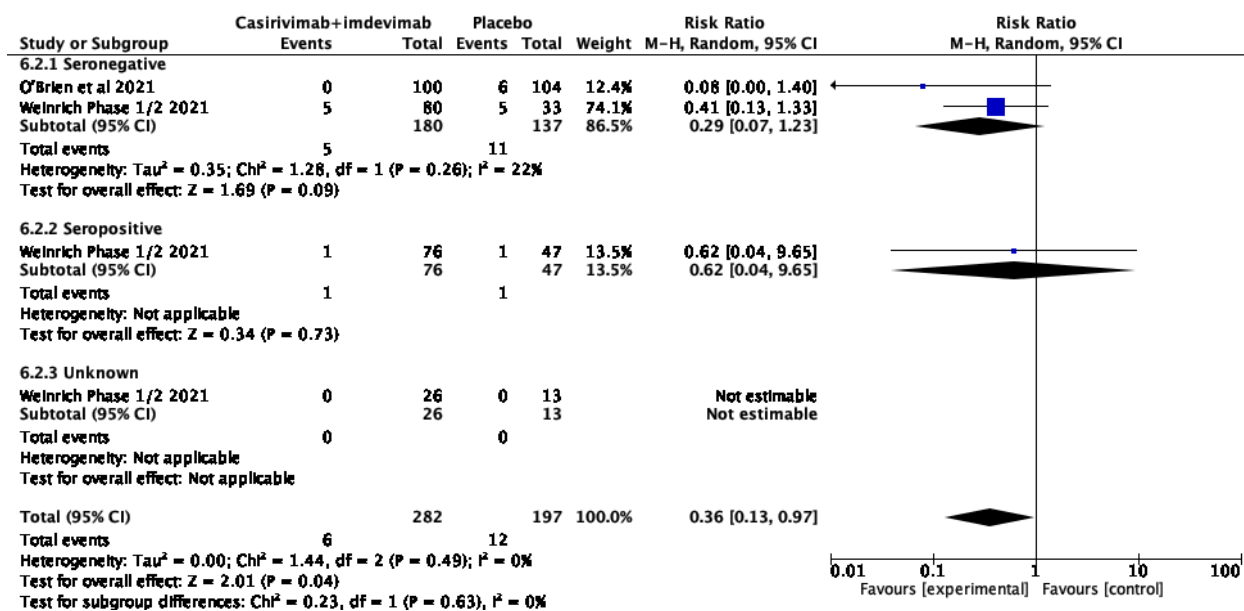 Casirivimab+imdevimab Placebo Risk Ratio Risk Ratio
Study or Subgroup Events Total Events Total Weight M-H, Random, 95% CI M-H, Random, 95% CI
6.2.1 Seronegative
O'Brien et al 2021 0 100 6 104 12.4% 0.08 [0.00, 1.40]
Weinrich Phase 1/2 2021 5 80 5 33 74.1% 0.41 [0.13, 1.33]
Subtotal (95% CI) 180 137 86.5% 0.29 [0.07, 1.23]
Total events 5 11
Heterogeneity: Tau² = 0.35; Chi² = 1.28, df = 1 (P = 0.26); I² = 22%
Test for overall effect: Z = 1.69 (P = 0.09)
6.2.2 Seropositive
Weinrich Phase 1/2 2021 1 76 1 47 13.5% 0.62 [0.04, 9.65]
Subtotal (95% CI) 76 47 13.5% 0.62 [0.04, 9.65]
Total events 1 1
Heterogeneity: Not applicable
Test for overall effect: Z = 0.34 (P = 0.73)
6.2.3 Unknown
Weinrich Phase 1/2 2021 0 26 0 13 Not estimable
Subtotal (95% CI) 26 13 Not estimable
Total events 0 0
Heterogeneity: Not applicable
Test for overall effect: Not applicable
Total (95% CI) 282 197 100.0% 0.36 [0.13, 0.97]
Total events 6 12
Heterogeneity: Tau² = 0.00; Chi² = 1.44, df = 2 (P = 0.49); I² = 0%
Test for overall effect: Z = 2.01 (P = 0.04)
Test for subgroup differences: Chi² = 0.23, df = 1 (P = 0.63), I² = 0%
0.01 0.1 1 10 100
Favours [experimental] Favours [control]